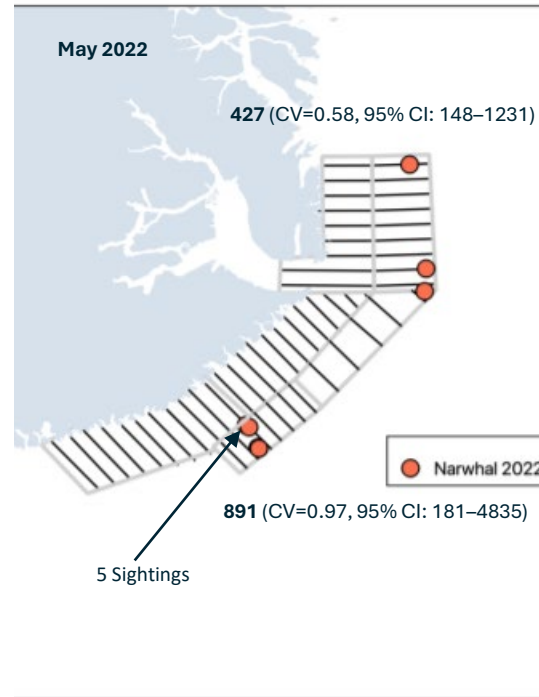 May 2022
427 (CV=0.58, 95% CI: 148–1231)
Narwhal 2022
891 (CV=0.97, 95% CI: 181–4835)
5 Sightings